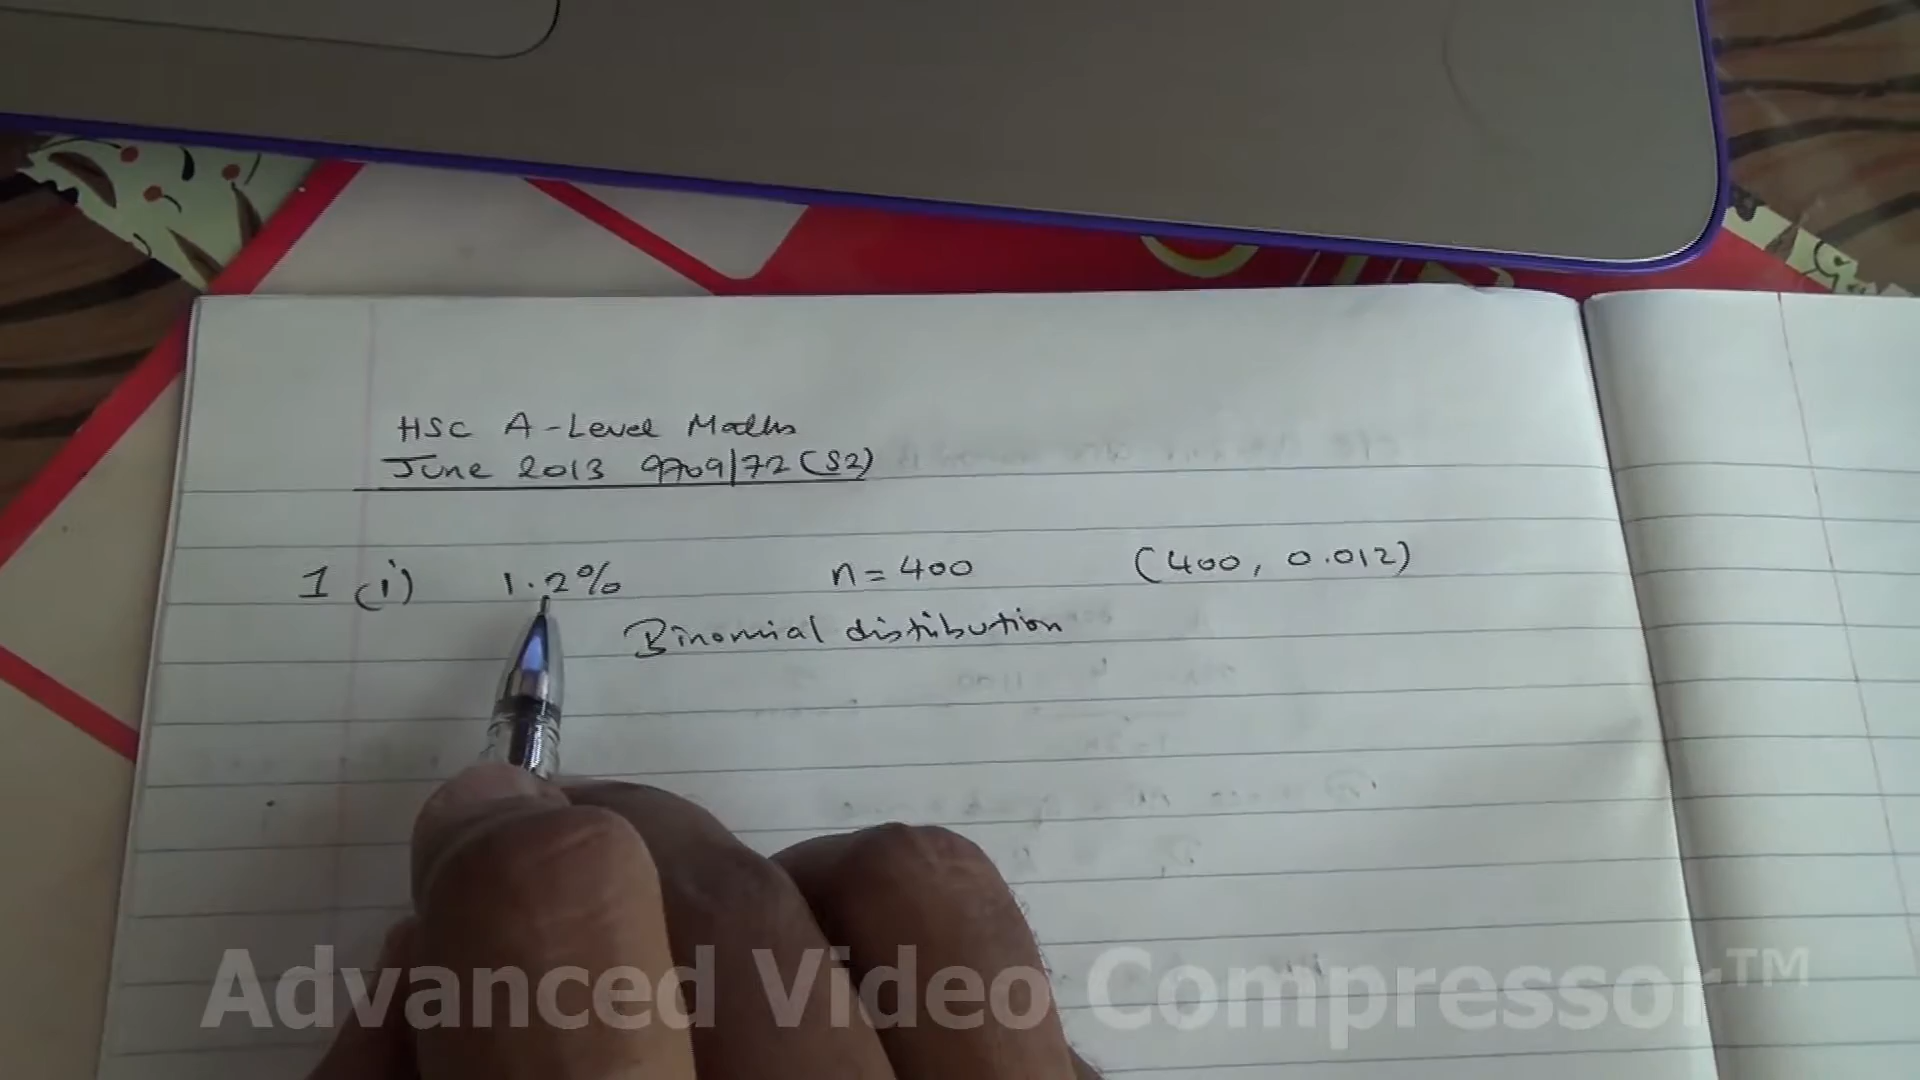 HSC A-Level Maths
June 2013 9709/72 (S2)
1 (i) 1.2% n = 400 (400, 0.012)
Binomial distribution
Advanced Video Compressor™